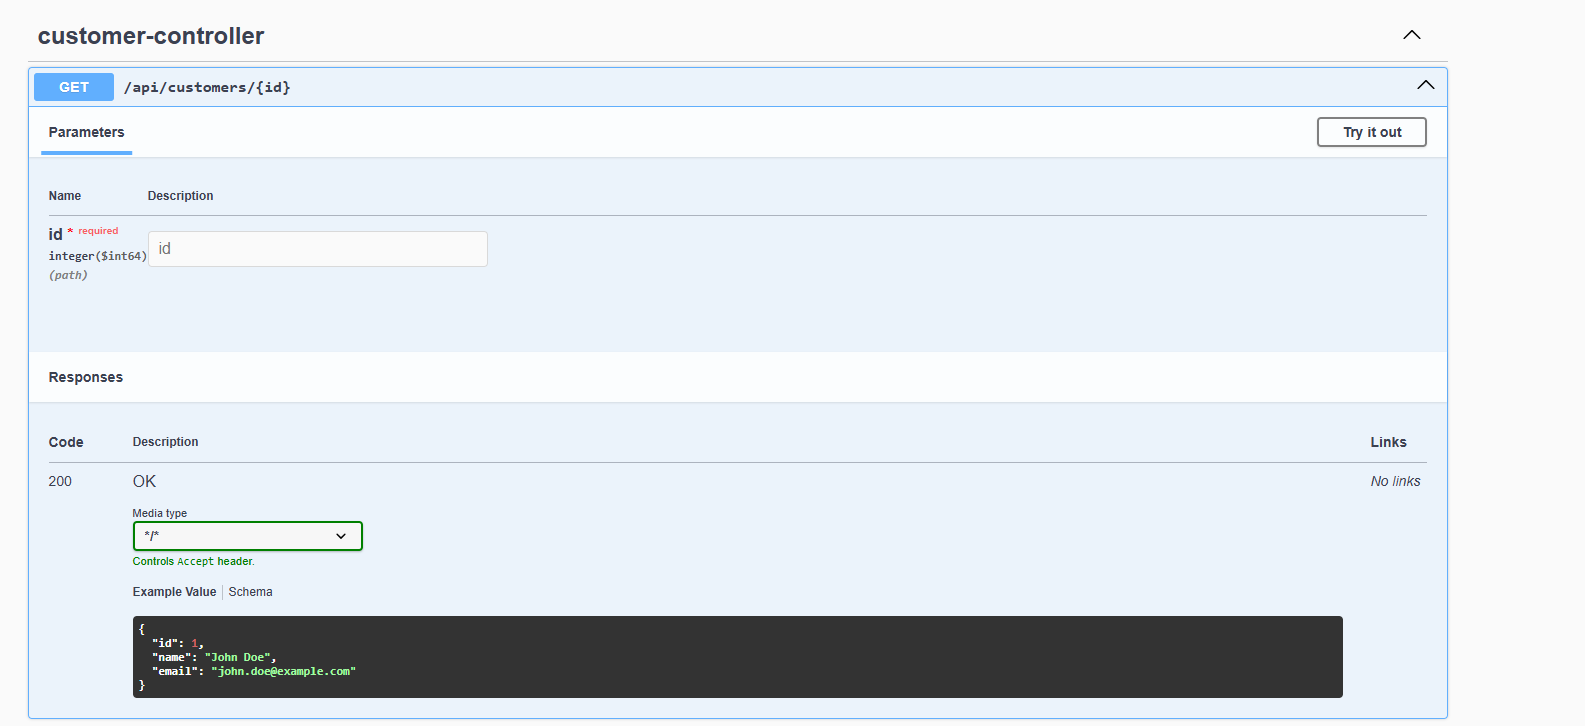 customer-controller
GET /api/customers/{id}
Parameters Try it out
Name Description
id * required
integer($int64) id
(path)
Responses
Code Description Links
200 OK No links
Media type
*/*
Controls Accept header.
Example Value Schema
{
"id": 1,
"name": "John Doe",
"email": "john.doe@example.com"
}